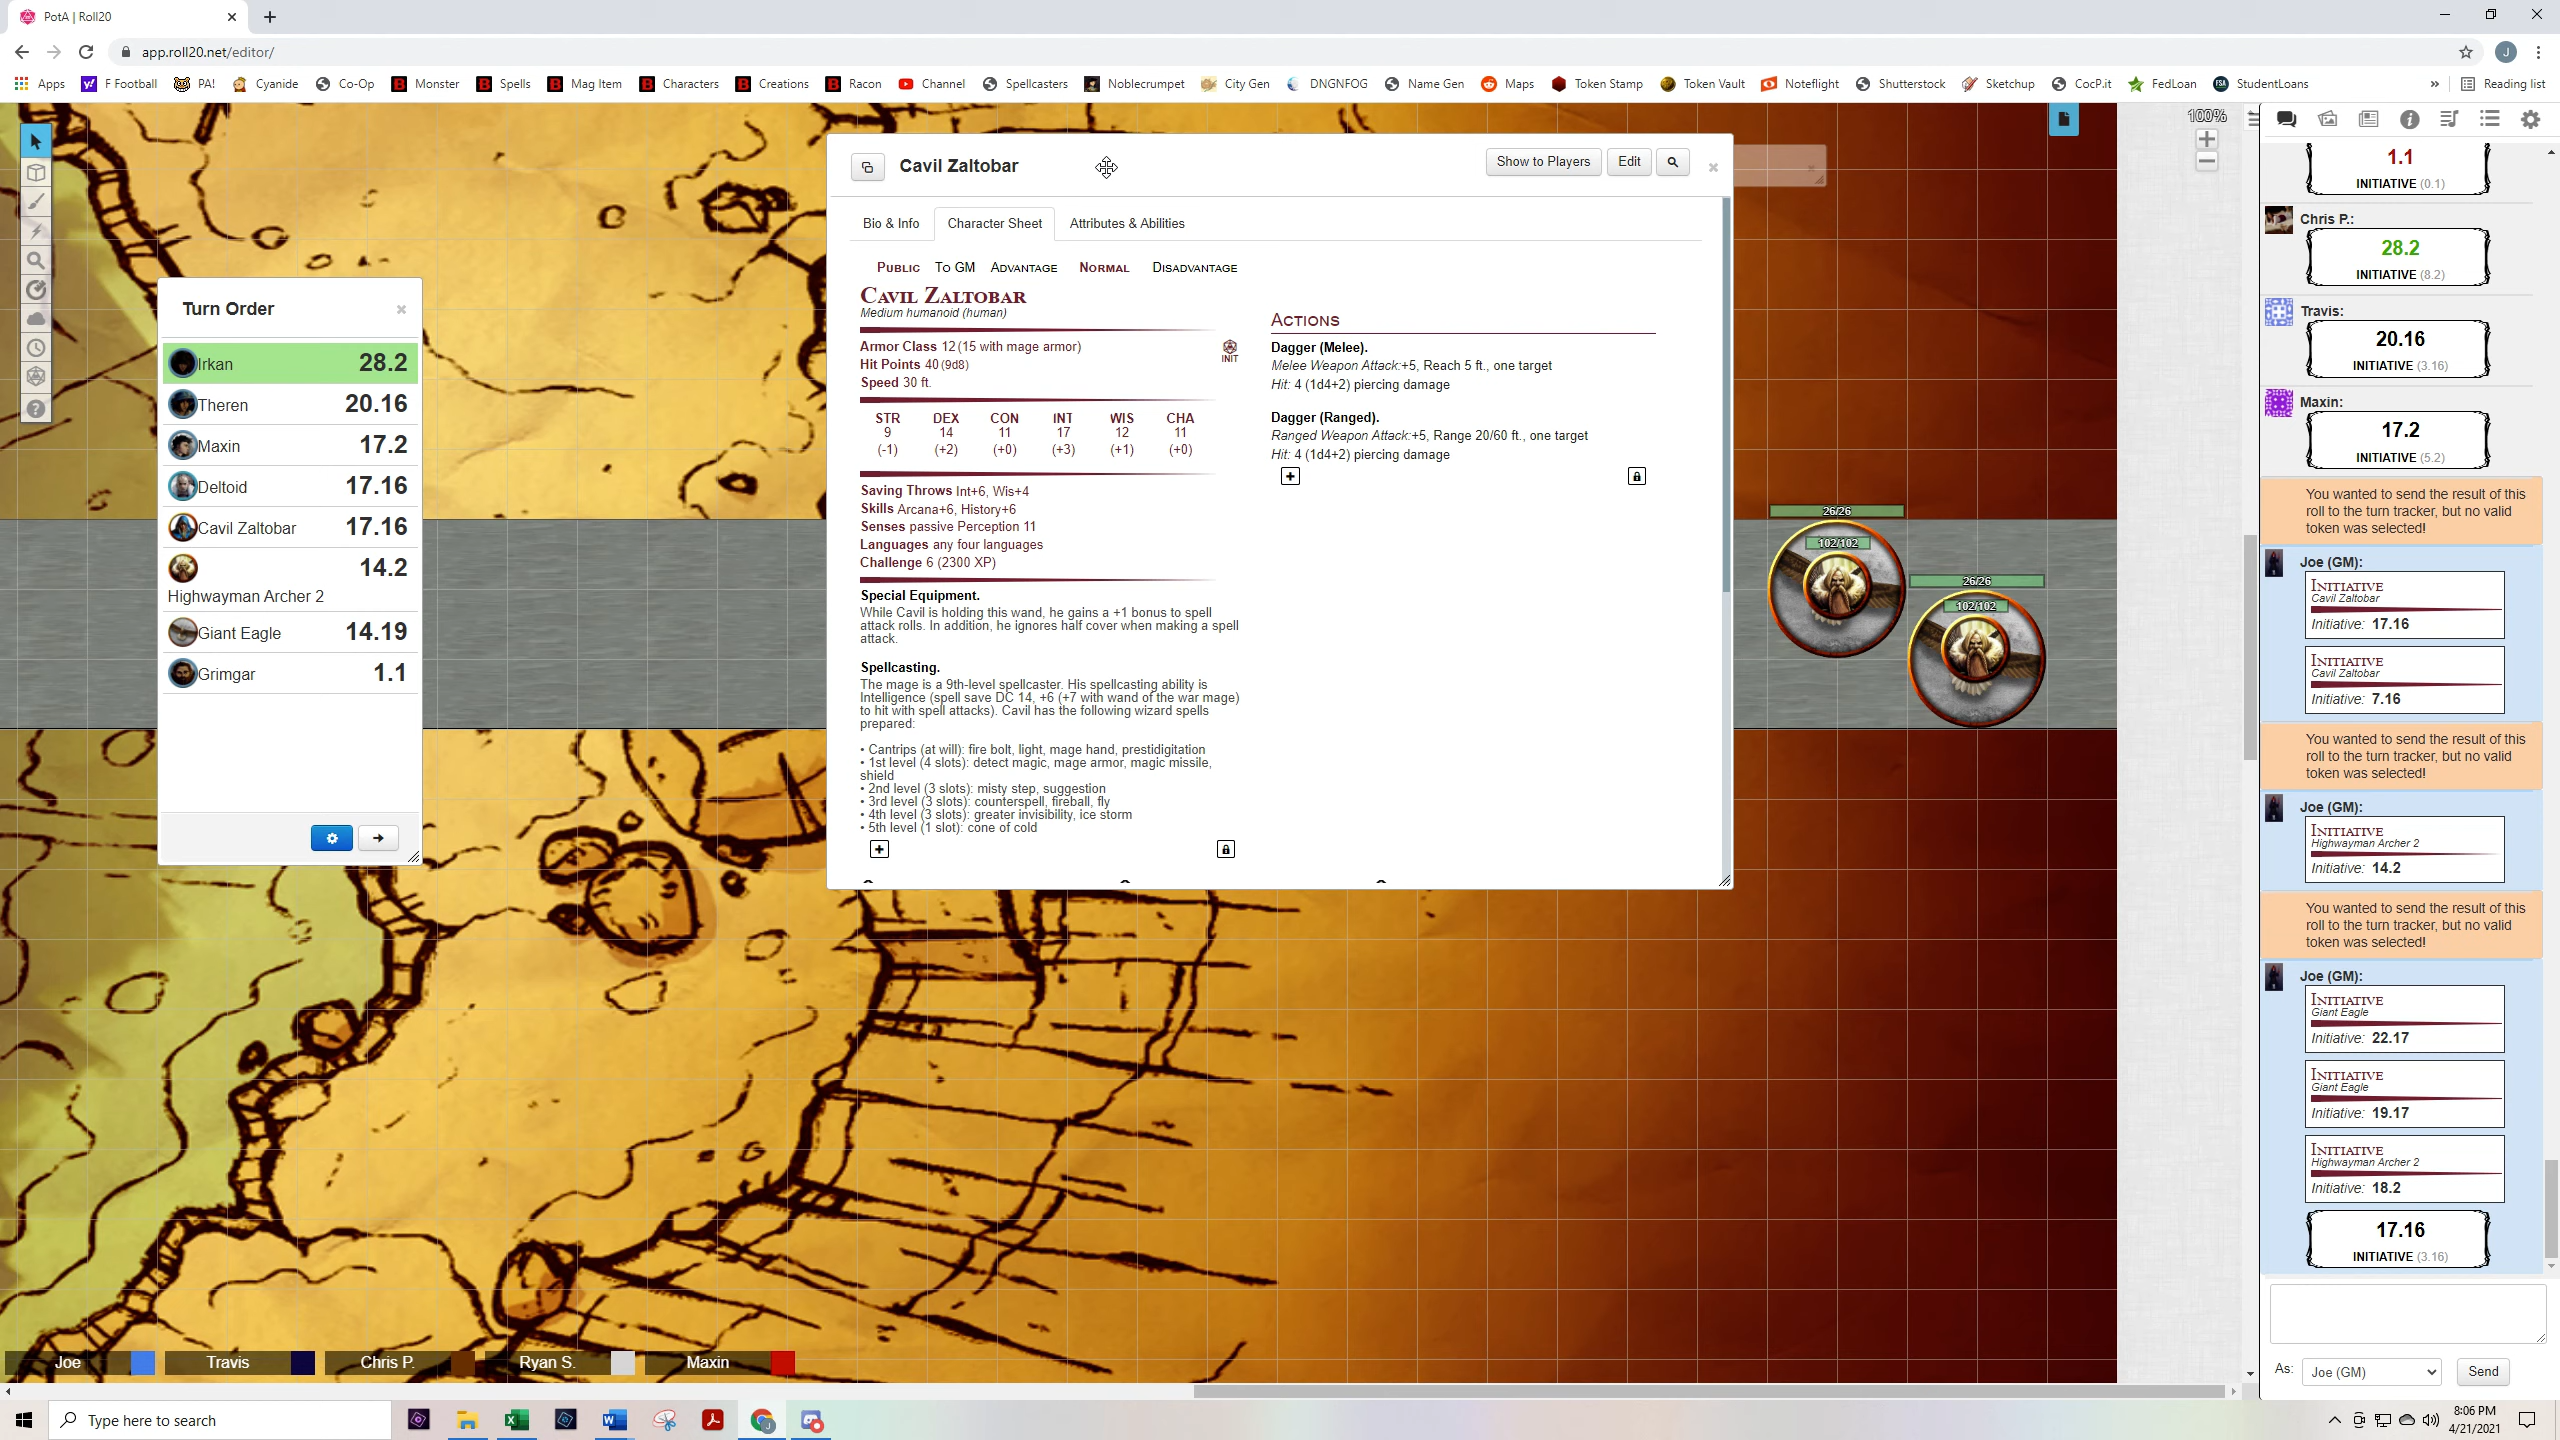 PotA | Roll20
app.roll20.net/editor/
J
Apps
F Football
PA!
Cyanide
Co-Op
Monster
Spells
Mag Item
Characters
Creations
Racon
Channel
Spellcasters
Noblecrumpet
City Gen
DNGNFOG
Name Gen
Maps
Token Stamp
Token Vault
Noteflight
Shutterstock
Sketchup
CocP.it
FedLoan
StudentLoans
»
Reading list
100%
Turn Order
Irkan 28.2
Theren 20.16
Maxin 17.2
Deltoid 17.16
Cavil Zaltobar 17.16
14.2
Highwayman Archer 2
Giant Eagle 14.19
Grimgar 1.1
Cavil Zaltobar
Show to Players
Edit
Bio & Info
Character Sheet
Attributes & Abilities
PUBLIC TO GM ADVANTAGE NORMAL DISADVANTAGE
CAVIL ZALTOBAR
Medium humanoid (human)
Armor Class 12 (15 with mage armor)
INIT
Hit Points 40 (9d8)
Speed 30 ft.
STR DEX CON INT WIS CHA
9 14 11 17 12 11
(-1) (+2) (+0) (+3) (+1) (+0)
Saving Throws Int+6, Wis+4
Skills Arcana+6, History+6
Senses passive Perception 11
Languages any four languages
Challenge 6 (2300 XP)
Special Equipment.
While Cavil is holding this wand, he gains a +1 bonus to spell
attack rolls. In addition, he ignores half cover when making a spell
attack.
Spellcasting.
The mage is a 9th-level spellcaster. His spellcasting ability is
Intelligence (spell save DC 14, +6 (+7 with wand of the war mage)
to hit with spell attacks). Cavil has the following wizard spells
prepared:
• Cantrips (at will): fire bolt, light, mage hand, prestidigitation
• 1st level (4 slots): detect magic, mage armor, magic missile,
shield
• 2nd level (3 slots): misty step, suggestion
• 3rd level (3 slots): counterspell, fireball, fly
• 4th level (3 slots): greater invisibility, ice storm
• 5th level (1 slot): cone of cold
ACTIONS
Dagger (Melee).
Melee Weapon Attack:+5, Reach 5 ft., one target
Hit: 4 (1d4+2) piercing damage
Dagger (Ranged).
Ranged Weapon Attack:+5, Range 20/60 ft., one target
Hit: 4 (1d4+2) piercing damage
26/26
102/102
26/26
102/102
1.1
INITIATIVE (0.1)
Chris P.:
28.2
INITIATIVE (8.2)
Travis:
20.16
INITIATIVE (3.16)
Maxin:
17.2
INITIATIVE (5.2)
You wanted to send the result of this
roll to the turn tracker, but no valid
token was selected!
Joe (GM):
INITIATIVE
Cavil Zaltobar
Initiative: 17.16
INITIATIVE
Cavil Zaltobar
Initiative: 7.16
You wanted to send the result of this
roll to the turn tracker, but no valid
token was selected!
Joe (GM):
INITIATIVE
Highwayman Archer 2
Initiative: 14.2
You wanted to send the result of this
roll to the turn tracker, but no valid
token was selected!
Joe (GM):
INITIATIVE
Giant Eagle
Initiative: 22.17
INITIATIVE
Giant Eagle
Initiative: 19.17
INITIATIVE
Highwayman Archer 2
Initiative: 18.2
17.16
INITIATIVE (3.16)
As: Joe (GM) Send
Joe
Travis
Chris P.
Ryan S.
Maxin
Type here to search
8:06 PM
4/21/2021